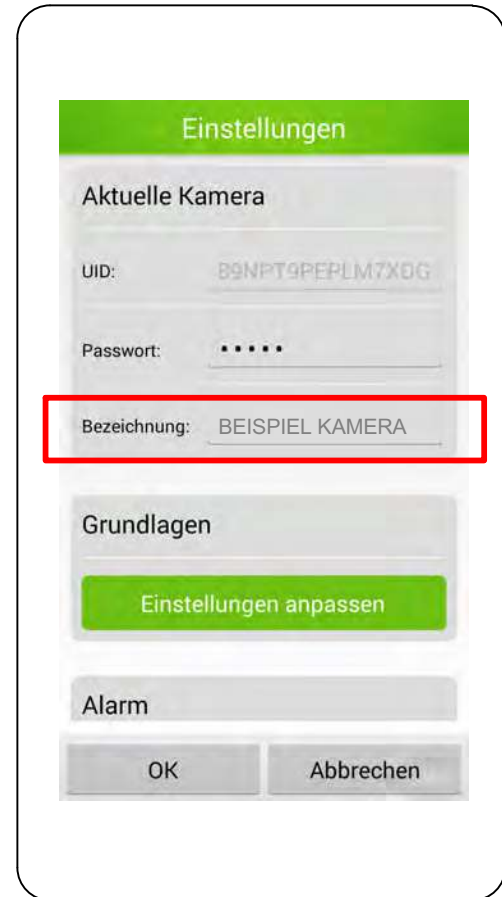 Einstellungen
Aktuelle Kamera
UID: B9NPT9PEPLM7XDG
Passwort: •••••
Bezeichnung: BEISPIEL KAMERA
Grundlagen
Einstellungen anpassen
Alarm
OK Abbrechen